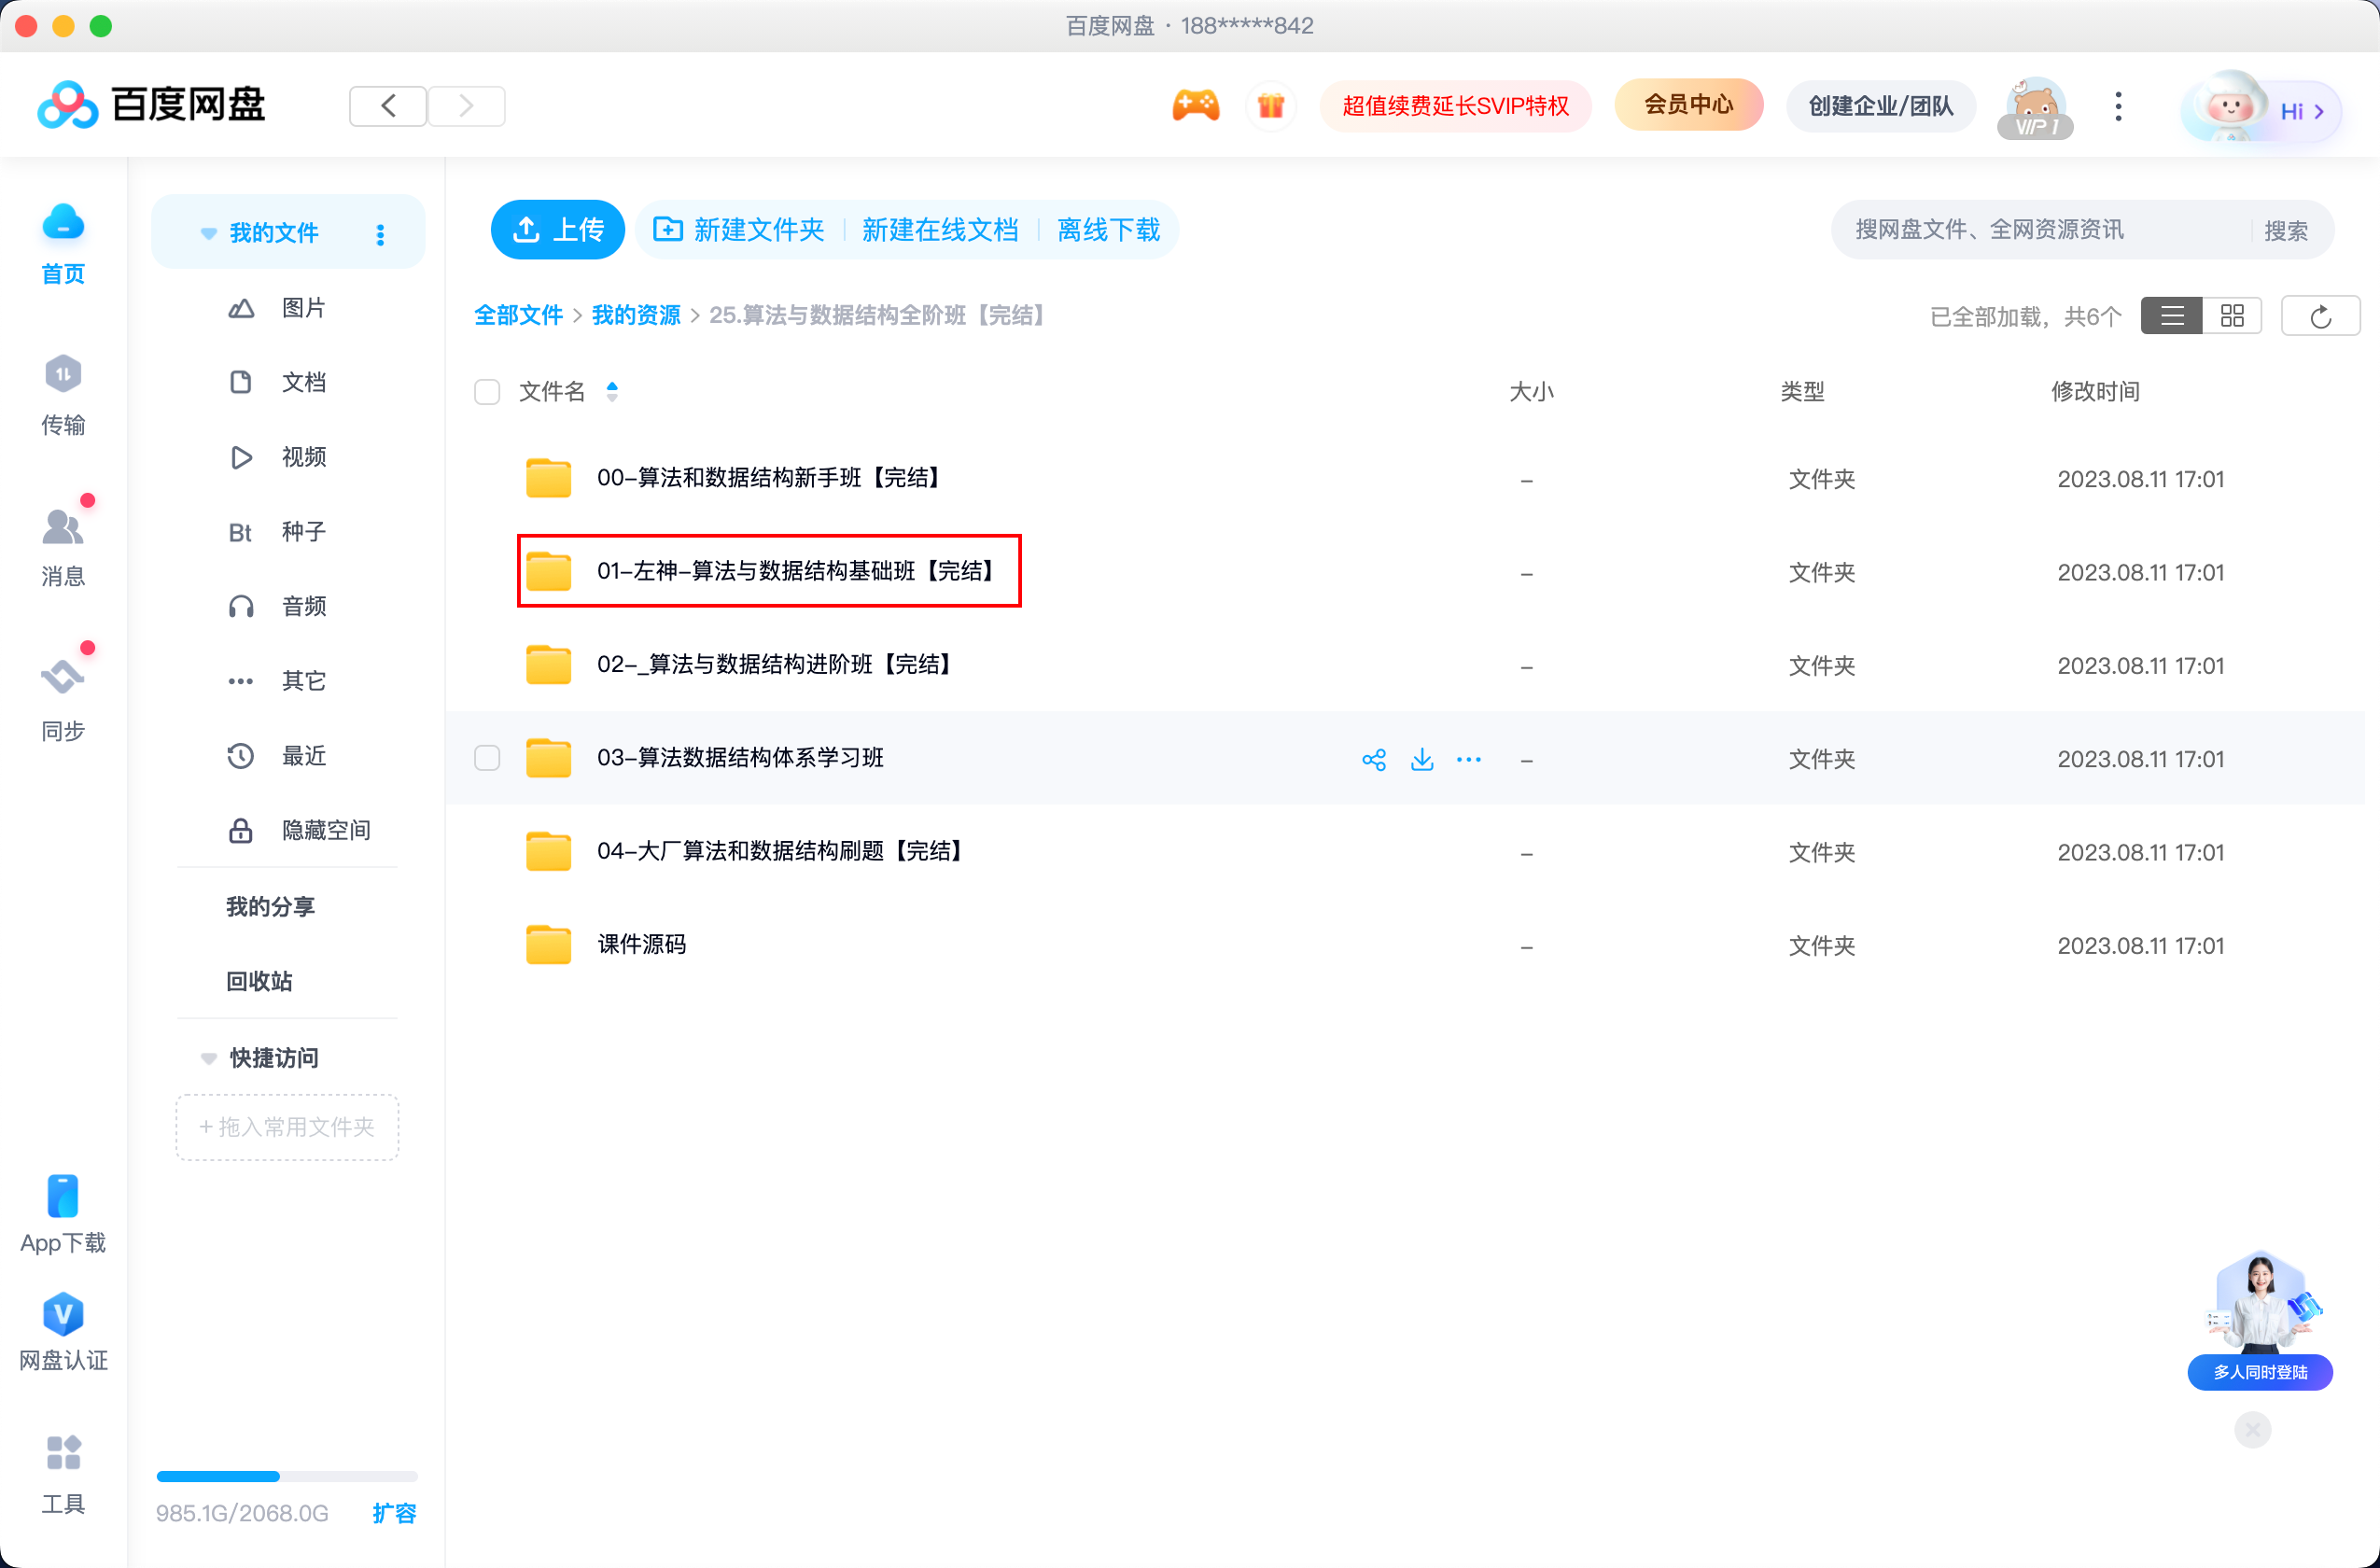 百度网盘 · 188*****842
百度网盘
超值续费延长SVIP特权
会员中心
创建企业/团队
VIP 1
Hi
首页
传输
消息
同步
App下载
网盘认证
工具
我的文件
图片
文档
视频
Bt 种子
音频
其它
最近
隐藏空间
我的分享
回收站
快捷访问
+ 拖入常用文件夹
985.1G/2068.0G 扩容
上传 新建文件夹 新建在线文档 离线下载
搜网盘文件、全网资源资讯 搜索
全部文件 > 我的资源 > 25.算法与数据结构全阶班【完结】
已全部加载，共6个
文件名 大小 类型 修改时间
00-算法和数据结构新手班【完结】 - 文件夹 2023.08.11 17:01
01-左神-算法与数据结构基础班【完结】 - 文件夹 2023.08.11 17:01
02-_算法与数据结构进阶班【完结】 - 文件夹 2023.08.11 17:01
03-算法数据结构体系学习班 - 文件夹 2023.08.11 17:01
04-大厂算法和数据结构刷题【完结】 - 文件夹 2023.08.11 17:01
课件源码 - 文件夹 2023.08.11 17:01
多人同时登陆